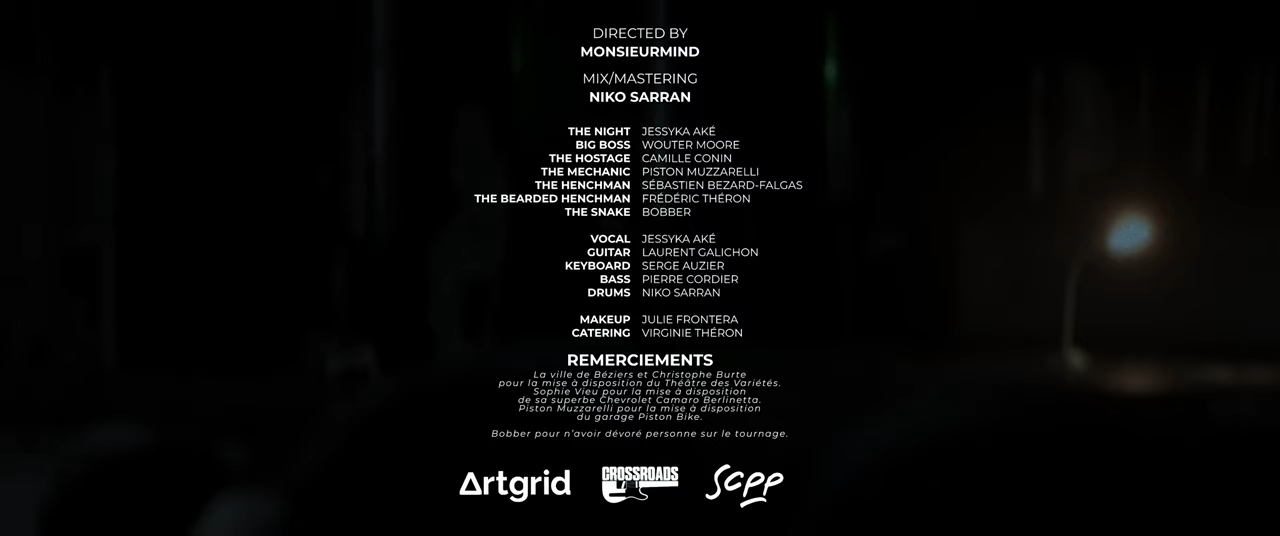 DIRECTED BY
MONSIEURMIND
MIX/MASTERING
NIKO SARRAN
THE NIGHT JESSYKA AKÉ
BIG BOSS WOUTER MOORE
THE HOSTAGE CAMILLE CONIN
THE MECHANIC PISTON MUZZARELLI
THE HENCHMAN SÉBASTIEN BEZARD-FALGAS
THE BEARDED HENCHMAN FRÉDÉRIC THÉRON
THE SNAKE BOBBER
VOCAL JESSYKA AKÉ
GUITAR LAURENT GALICHON
KEYBOARD SERGE AUZIER
BASS PIERRE CORDIER
DRUMS NIKO SARRAN
MAKEUP JULIE FRONTERA
CATERING VIRGINIE THÉRON
REMERCIEMENTS
La ville de Béziers et Christophe Burte
pour la mise à disposition du Théâtre des Variétés.
Sophie Vieu pour la mise à disposition
de sa superbe Chevrolet Camaro Berlinetta.
Piston Muzzarelli pour la mise à disposition
du garage Piston Bike.
Bobber pour n'avoir dévoré personne sur le tournage.
Artgrid CROSSROADS scpp